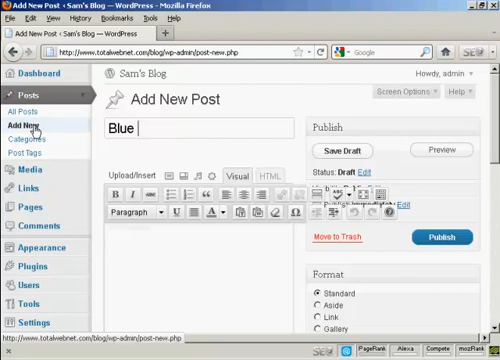 Add New Post ‹ Sam's Blog — WordPress - Mozilla Firefox
File Edit View History Bookmarks Tools Help
Add New Post ‹ Sam's Blog — WordPress
http://www.totalwebnet.com/blog/wp-admin/post-new.php
Google
Dashboard
Sam's Blog
Howdy, admin
Posts
Screen Options
Help
Add New Post
All Posts
Add New
Categories
Post Tags
Blue
Publish
Save Draft
Preview
Media
Upload/Insert
Visual
HTML
Status: Draft Edit
Links
B I
ABC
Edit
Pages
Paragraph
U
A
Ω
Comments
Move to Trash
Publish
Appearance
Plugins
Format
Users
Standard
Aside
Tools
Link
Settings
Gallery
http://www.totalwebnet.com/blog/wp-admin/post-new.php
PageRank
Alexa
Compete
mozRank